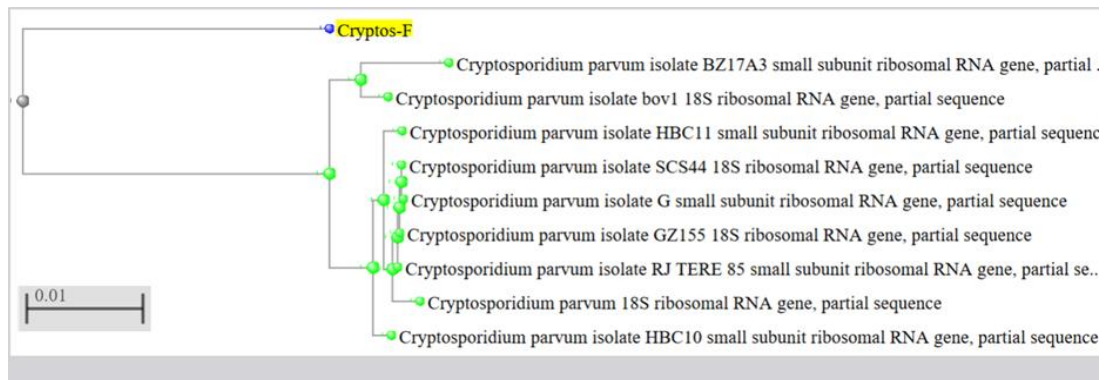 Cryptos-F
Cryptosporidium parvum isolate BZ17A3 small subunit ribosomal RNA gene, partial .
Cryptosporidium parvum isolate bov1 18S ribosomal RNA gene, partial sequence
Cryptosporidium parvum isolate HBC11 small subunit ribosomal RNA gene, partial sequenc
Cryptosporidium parvum isolate SCS44 18S ribosomal RNA gene, partial sequence
Cryptosporidium parvum isolate G small subunit ribosomal RNA gene, partial sequence
Cryptosporidium parvum isolate GZ155 18S ribosomal RNA gene, partial sequence
Cryptosporidium parvum isolate RJ TERE 85 small subunit ribosomal RNA gene, partial se..
Cryptosporidium parvum 18S ribosomal RNA gene, partial sequence
Cryptosporidium parvum isolate HBC10 small subunit ribosomal RNA gene, partial sequence
0.01